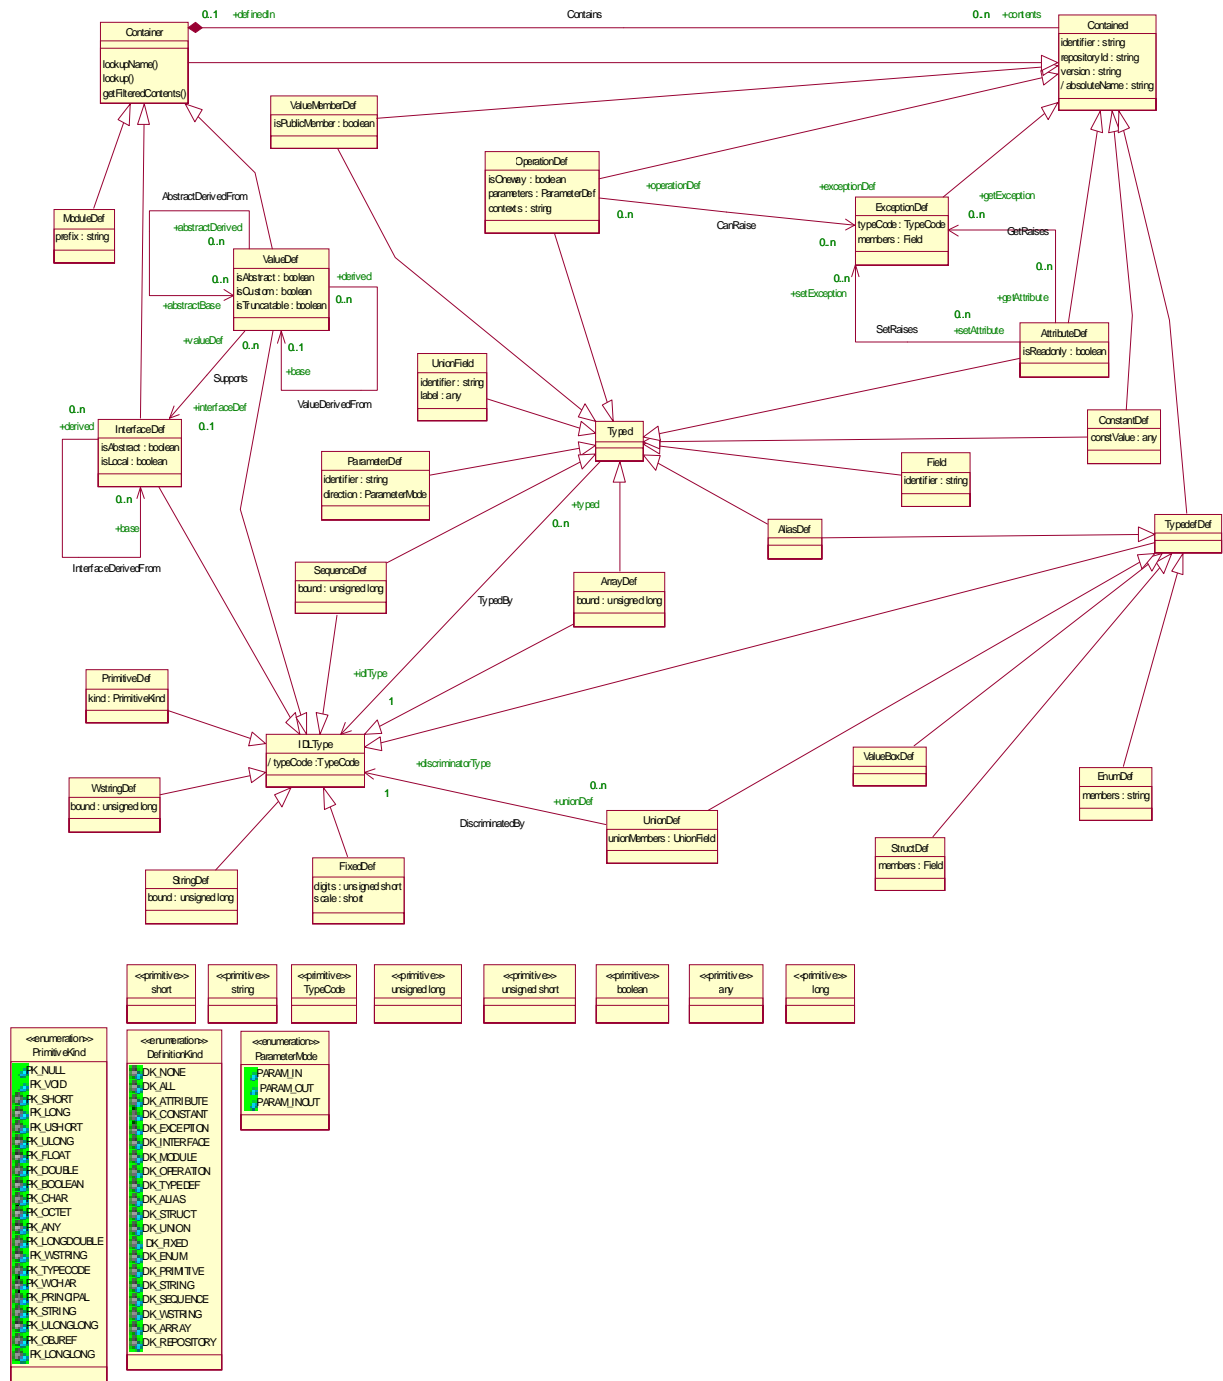 0..1 +definedIn Contains 0..n +contents
Container
lookupName()
lookup()
getFilteredContents()
Contained
identifier : string
repositoryId : string
version : string
/ absoluteName : string
ValueMemberDef
isPublicMember : boolean
OperationDef
isOneway : boolean
parameters : ParameterDef
contexts : string
+operationDef
0..n
CanRaise
+exceptionDef
0..n
ExceptionDef
typeCode : TypeCode
members : Field
+getException
0..n
GetRaises
0..n
+getAttribute
+setException
SetRaises
0..n
+setAttribute
AttributeDef
isReadonly : boolean
ModuleDef
prefix : string
AbstractDerivedFrom
+abstractDerived
0..n
0..n
+abstractBase
ValueDef
isAbstract : boolean
isCustom : boolean
isTruncatable : boolean
+derived
0..n
0..1
+base
ValueDerivedFrom
+valueDef
0..n
Supports
+interfaceDef
0..1
UnionField
identifier : string
label : any
0..n
+derived
InterfaceDef
isAbstract : boolean
isLocal : boolean
0..n
+base
InterfaceDerivedFrom
Typed
ConstantDef
constValue : any
ParameterDef
identifier : string
direction : ParameterMode
Field
identifier : string
+typed
0..n
AliasDef
TypedefDef
SequenceDef
bound : unsigned long
TypedBy
ArrayDef
bound : unsigned long
PrimitiveDef
kind : PrimitiveKind
+idlType
1
IDLType
/ typeCode : TypeCode
+discriminatorType
1
DiscriminatedBy
0..n
+unionDef
UnionDef
unionMembers : UnionField
ValueBoxDef
EnumDef
members : string
StructDef
members : Field
WstringDef
bound : unsigned long
StringDef
bound : unsigned long
FixedDef
digits : unsigned short
scale : short
<<primitive>>
short
<<primitive>>
string
<<primitive>>
TypeCode
<<primitive>>
unsigned long
<<primitive>>
unsigned short
<<primitive>>
boolean
<<primitive>>
any
<<primitive>>
long
<<enumeration>>
PrimitiveKind
PK_NULL
PK_VOID
PK_SHORT
PK_LONG
PK_USHORT
PK_ULONG
PK_FLOAT
PK_DOUBLE
PK_BOOLEAN
PK_CHAR
PK_OCTET
PK_ANY
PK_LONGDOUBLE
PK_WSTRING
PK_TYPECODE
PK_WCHAR
PK_PRINCIPAL
PK_STRING
PK_ULONGLONG
PK_OBJREF
PK_LONGLONG
<<enumeration>>
DefinitionKind
DK_NONE
DK_ALL
DK_ATTRIBUTE
DK_CONSTANT
DK_EXCEPTION
DK_INTERFACE
DK_MODULE
DK_OPERATION
DK_TYPEDEF
DK_ALIAS
DK_STRUCT
DK_UNION
DK_FIXED
DK_ENUM
DK_PRIMITIVE
DK_STRING
DK_SEQUENCE
DK_WSTRING
DK_ARRAY
DK_REPOSITORY
<<enumeration>>
ParameterMode
PARAM_IN
PARAM_OUT
PARAM_INOUT